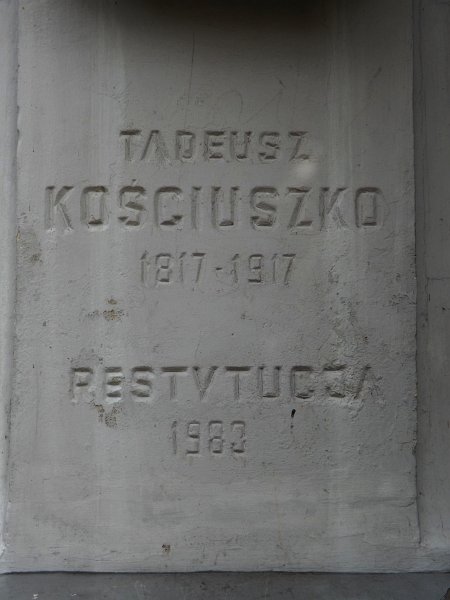 TADEUSZ
KOŚCIUSZKO
1817-1917
RESTYTUCJA
1983